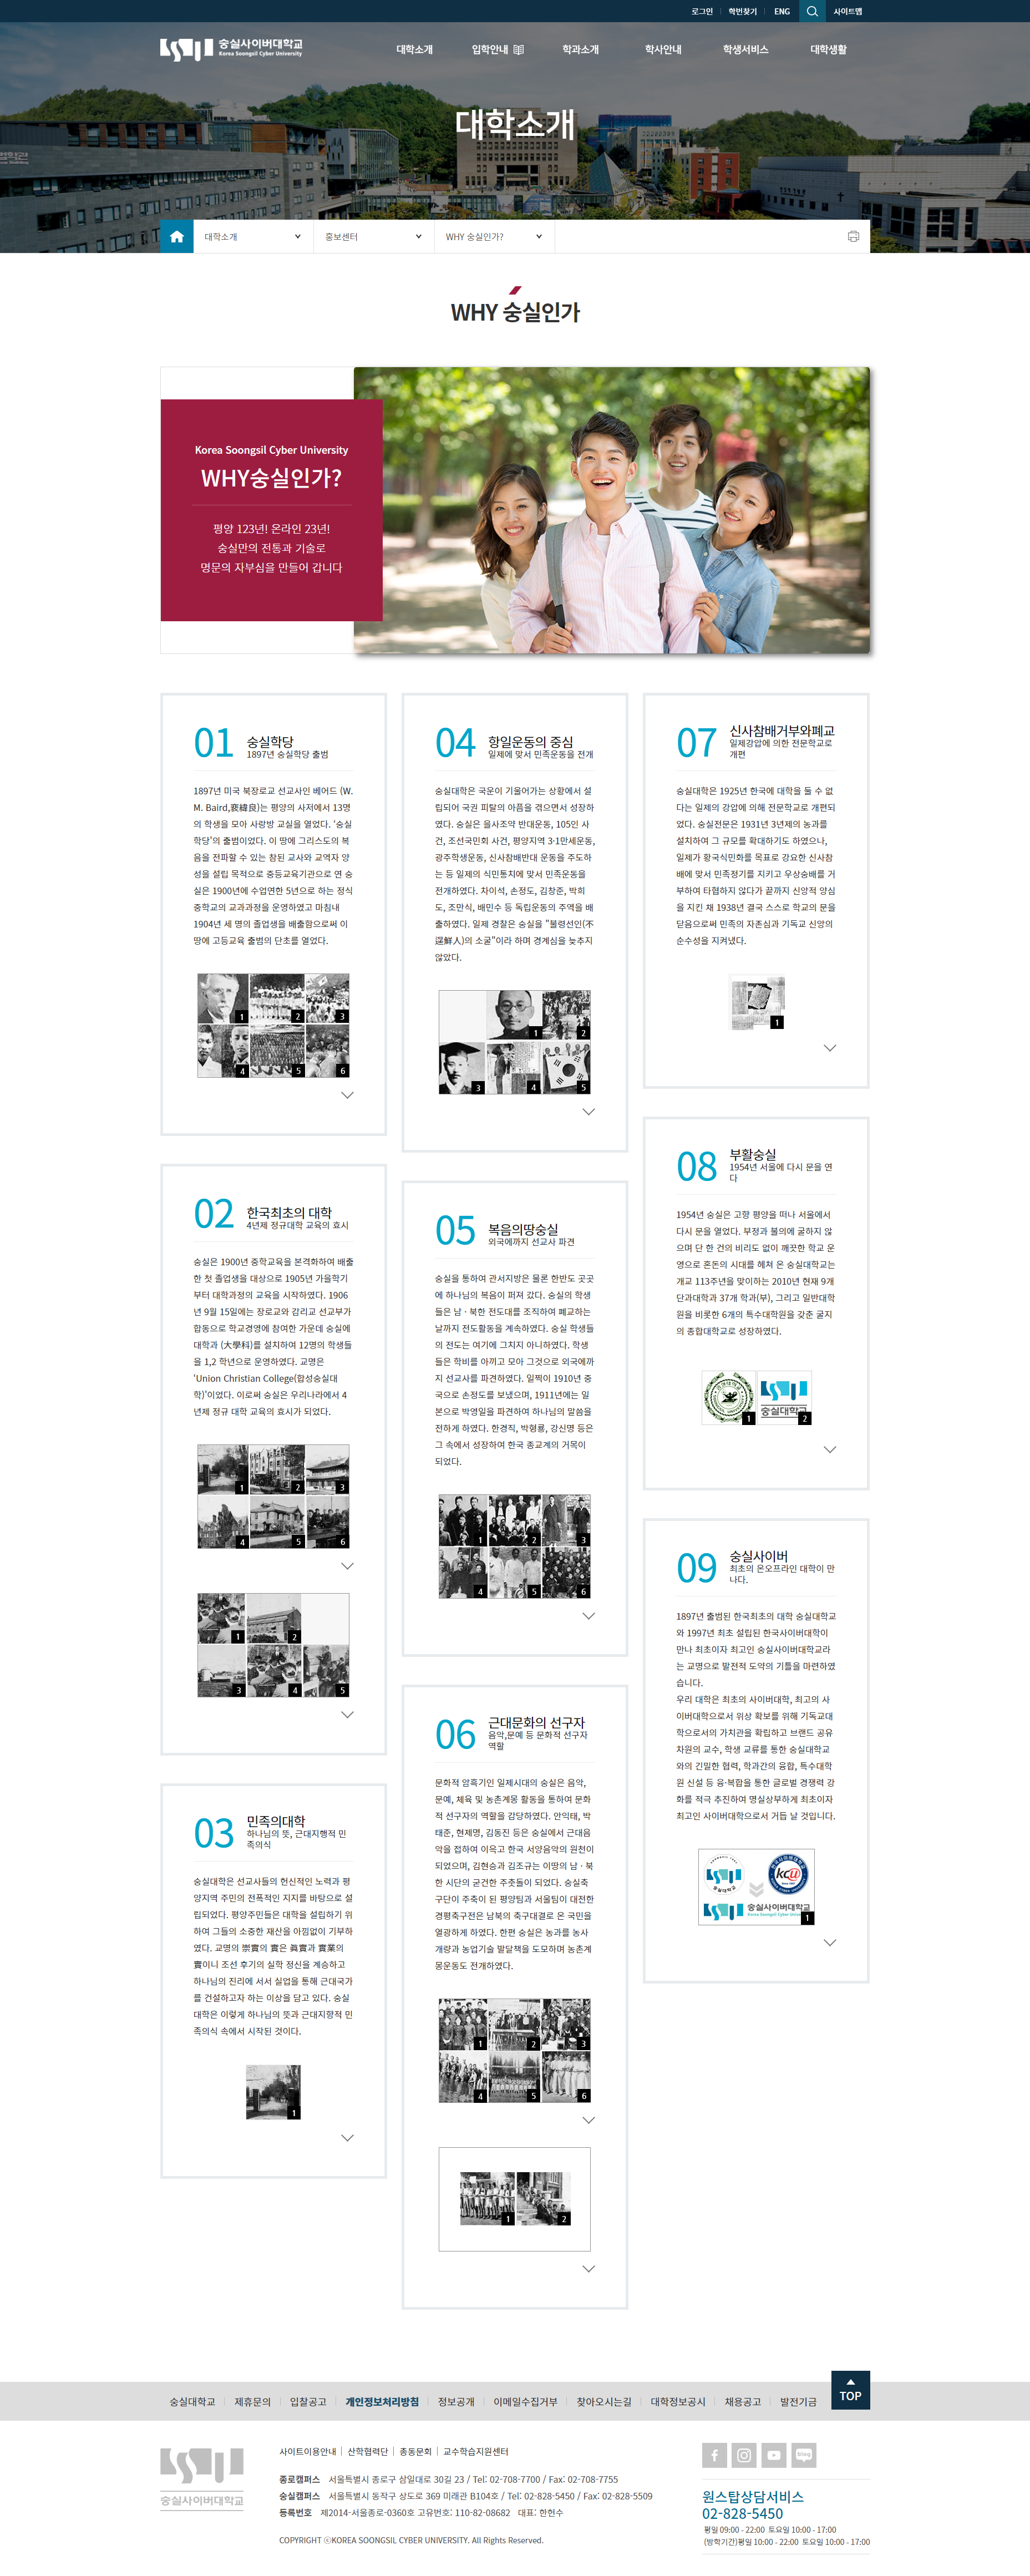 로그인
학번찾기
ENG
사이트맵
숭실사이버대학교
Korea Soongsil Cyber University
대학소개
입학안내
학과소개
학사안내
학생서비스
대학생활
대학소개
대학소개
홍보센터
WHY 숭실인가?
WHY 숭실인가
Korea Soongsil Cyber University
WHY숭실인가?
평양 123년! 온라인 23년!
숭실만의 전통과 기술로
명문의 자부심을 만들어 갑니다
01
숭실학당
1897년 숭실학당 출범
1897년 미국 북장로교 선교사인 베어드 (W.
M. Baird,裵緯良)는 평양의 사저에서 13명
의 학생을 모아 사랑방 교실을 열었다. '숭실
학당'의 출범이었다. 이 땅에 그리스도의 복
음을 전파할 수 있는 참된 교사와 교역자 양
성을 설립 목적으로 중등교육기관으로 연 숭
실은 1900년에 수업연한 5년으로 하는 정식
중학교의 교과과정을 운영하였고 마침내
1904년 세 명의 졸업생을 배출함으로써 이
땅에 고등교육 출범의 단초를 열었다.
1
2
3
4
5
6
02
한국최초의 대학
4년제 정규대학 교육의 효시
숭실은 1900년 중학교육을 본격화하여 배출
한 첫 졸업생을 대상으로 1905년 가을학기
부터 대학과정의 교육을 시작하였다. 1906
년 9월 15일에는 장로교와 감리교 선교부가
합동으로 학교경영에 참여한 가운데 숭실에
대학과 (大學科)를 설치하여 12명의 학생들
을 1,2 학년으로 운영하였다. 교명은
'Union Christian College(합성숭실대
학)'이었다. 이로써 숭실은 우리나라에서 4
년제 정규 대학 교육의 효시가 되었다.
1
2
3
4
5
6
1
2
3
4
5
03
민족의대학
하나님의 뜻, 근대지행적 민
족의식
숭실대학은 선교사들의 헌신적인 노력과 평
양지역 주민의 전폭적인 지지를 바탕으로 설
립되었다. 평양주민들은 대학을 설립하기 위
하여 그들의 소중한 재산을 아낌없이 기부하
였다. 교명의 崇實의 實은 眞實과 實業의
實이니 조선 후기의 실학 정신을 계승하고
하나님의 진리에 서서 실업을 통해 근대국가
를 건설하고자 하는 이상을 담고 있다. 숭실
대학은 이렇게 하나님의 뜻과 근대지향적 민
족의식 속에서 시작된 것이다.
1
04
항일운동의 중심
일제에 맞서 민족운동을 전개
숭실대학은 국운이 기울어가는 상황에서 설
립되어 국권 피탈의 아픔을 겪으면서 성장하
였다. 숭실은 을사조약 반대운동, 105인 사
건, 조선국민회 사건, 평양지역 3·1만세운동,
광주학생운동, 신사참배반대 운동을 주도하
는 등 일제의 식민통치에 맞서 민족운동을
전개하였다. 차이석, 손정도, 김창준, 박희
도, 조만식, 배민수 등 독립운동의 주역을 배
출하였다. 일제 경찰은 숭실을 "불령선인(不
逞鮮人)의 소굴"이라 하며 경계심을 늦추지
않았다.
1
2
3
4
5
05
복음의땅숭실
외국에까지 선교사 파견
숭실을 통하여 관서지방은 물론 한반도 곳곳
에 하나님의 복음이 퍼져 갔다. 숭실의 학생
들은 남 · 북한 전도대를 조직하여 폐교하는
날까지 전도활동을 계속하였다. 숭실 학생들
의 전도는 여기에 그치지 아니하였다. 학생
들은 학비를 아끼고 모아 그것으로 외국에까
지 선교사를 파견하였다. 일찍이 1910년 중
국으로 손정도를 보냈으며, 1911년에는 일
본으로 박영일을 파견하여 하나님의 말씀을
전하게 하였다. 한경직, 박형룡, 강신명 등은
그 속에서 성장하여 한국 종교계의 거목이
되었다.
1
2
3
4
5
6
06
근대문화의 선구자
음악,문예 등 문화적 선구자
역할
문화적 암흑기인 일제시대의 숭실은 음악,
문예, 체육 및 농촌계몽 활동을 통하여 문화
적 선구자의 역할을 감당하였다. 안익태, 박
태준, 현제명, 김동진 등은 숭실에서 근대음
악을 접하여 이윽고 한국 서양음악의 원천이
되었으며, 김현승과 김조규는 이땅의 남 · 북
한 시단의 굳건한 주춧돌이 되었다. 숭실축
구단이 주축이 된 평양팀과 서울팀이 대전한
경평축구전은 남북의 축구대결로 온 국민을
열광하게 하였다. 한편 숭실은 농과를 농사
개량과 농업기술 발달책을 도모하며 농촌계
몽운동도 전개하였다.
1
2
3
4
5
6
1
2
07
신사참배거부와폐교
일제강압에 의한 전문학교로
개편
숭실대학은 1925년 한국에 대학을 둘 수 없
다는 일제의 강압에 의해 전문학교로 개편되
었다. 숭실전문은 1931년 3년제의 농과를
설치하여 그 규모를 확대하기도 하였으나,
일제가 황국식민화를 목표로 강요한 신사참
배에 맞서 민족정기를 지키고 우상숭배를 거
부하여 타협하지 않다가 끝까지 신앙적 양심
을 지킨 채 1938년 결국 스스로 학교의 문을
닫음으로써 민족의 자존심과 기독교 신앙의
순수성을 지켜냈다.
1
08
부활숭실
1954년 서울에 다시 문을 연
다
1954년 숭실은 고향 평양을 떠나 서울에서
다시 문을 열었다. 부정과 불의에 굴하지 않
으며 단 한 건의 비리도 없이 깨끗한 학교 운
영으로 혼돈의 시대를 헤쳐 온 숭실대학교는
개교 113주년을 맞이하는 2010년 현재 9개
단과대학과 37개 학과(부), 그리고 일반대학
원을 비롯한 6개의 특수대학원을 갖춘 굴지
의 종합대학교로 성장하였다.
1
숭실대학교
2
09
숭실사이버
최초의 온오프라인 대학이 만
나다.
1897년 출범된 한국최초의 대학 숭실대학교
와 1997년 최초 설립된 한국사이버대학이
만나 최초이자 최고인 숭실사이버대학교라
는 교명으로 발전적 도약의 기틀을 마련하였
습니다.
우리 대학은 최초의 사이버대학, 최고의 사
이버대학으로서 위상 확보를 위해 기독교대
학으로서의 가치관을 확립하고 브랜드 공유
차원의 교수, 학생 교류를 통한 숭실대학교
와의 긴밀한 협력, 학과간의 융합, 특수대학
원 신설 등 융·복합을 통한 글로벌 경쟁력 강
화를 적극 추진하여 명실상부하게 최초이자
최고인 사이버대학으로서 거듭 날 것입니다.
kcu
숭실사이버대학교
Korea Soongsil Cyber
1
숭실대학교
제휴문의
입찰공고
개인정보처리방침
정보공개
이메일수집거부
찾아오시는길
대학정보공시
채용공고
발전기금
TOP
숭실사이버대학교
사이트이용안내
산학협력단
총동문회
교수학습지원센터
종로캠퍼스 서울특별시 종로구 삼일대로 30길 23 / Tel: 02-708-7700 / Fax: 02-708-7755
숭실캠퍼스 서울특별시 동작구 상도로 369 미래관 B104호 / Tel: 02-828-5450 / Fax: 02-828-5509
등록번호 제2014-서울종로-0360호 고유번호: 110-82-08682 대표: 한헌수
COPYRIGHT ⓒKOREA SOONGSIL CYBER UNIVERSITY. All Rights Reserved.
blog
원스탑상담서비스
02-828-5450
평일 09:00 - 22:00 토요일 10:00 - 17:00
(방학기간)평일 10:00 - 22:00 토요일 10:00 - 17:00